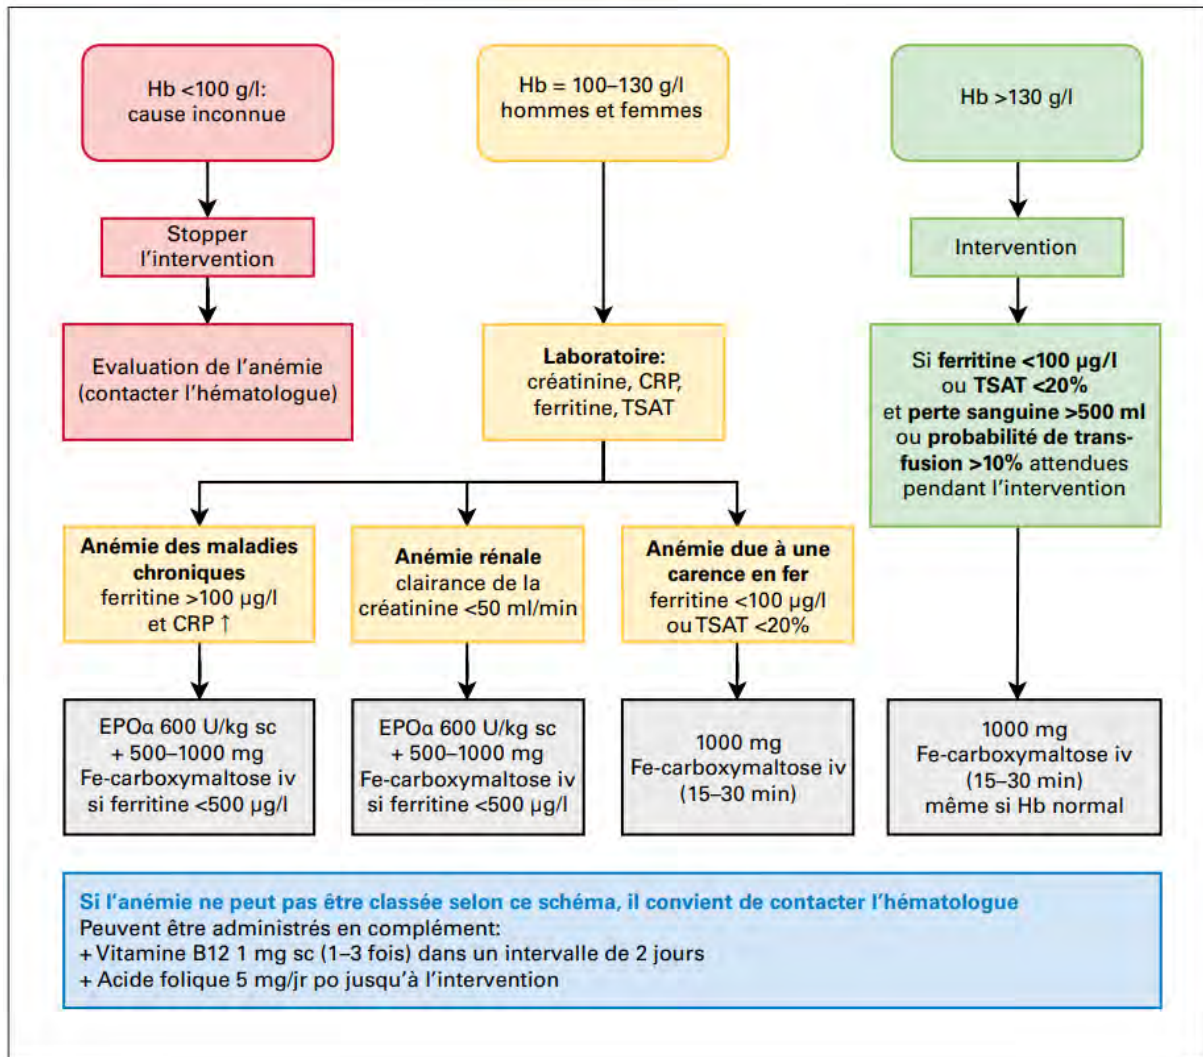 Hb <100 g/l:
cause inconnue
Hb = 100–130 g/l
hommes et femmes
Hb >130 g/l
Stopper
l'intervention
Intervention
Evaluation de l'anémie
(contacter l'hématologue)
Laboratoire:
créatinine, CRP,
ferritine, TSAT
Si ferritine <100 µg/l
ou TSAT <20%
et perte sanguine >500 ml
ou probabilité de trans-
fusion >10% attendues
pendant l'intervention
Anémie des maladies
chroniques
ferritine >100 µg/l
et CRP ↑
Anémie rénale
clairance de la
créatinine <50 ml/min
Anémie due à une
carence en fer
ferritine <100 µg/l
ou TSAT <20%
EPOα 600 U/kg sc
+ 500–1000 mg
Fe-carboxymaltose iv
si ferritine <500 µg/l
EPOα 600 U/kg sc
+ 500–1000 mg
Fe-carboxymaltose iv
si ferritine <500 µg/l
1000 mg
Fe-carboxymaltose iv
(15–30 min)
1000 mg
Fe-carboxymaltose iv
(15–30 min)
même si Hb normal
Si l'anémie ne peut pas être classée selon ce schéma, il convient de contacter l'hématologue
Peuvent être administrés en complément:
+ Vitamine B12 1 mg sc (1–3 fois) dans un intervalle de 2 jours
+ Acide folique 5 mg/jr po jusqu'à l'intervention